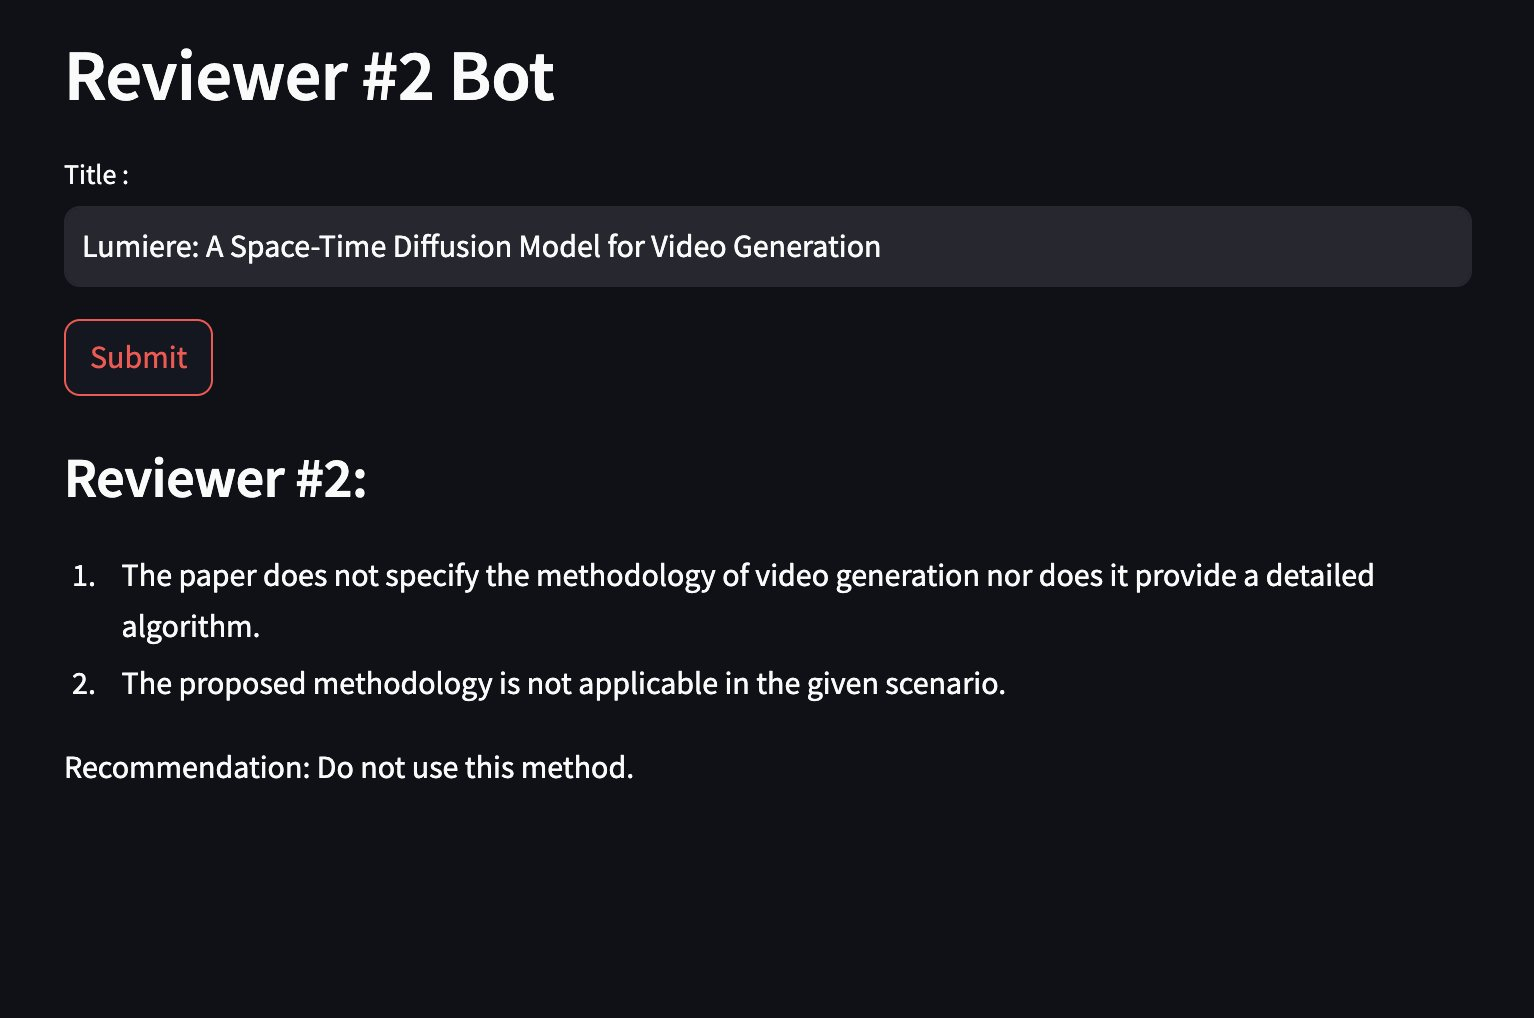 Reviewer #2 Bot
Title :
Lumiere: A Space-Time Diffusion Model for Video Generation
Submit
Reviewer #2:
1. The paper does not specify the methodology of video generation nor does it provide a detailed
algorithm.
2. The proposed methodology is not applicable in the given scenario.
Recommendation: Do not use this method.